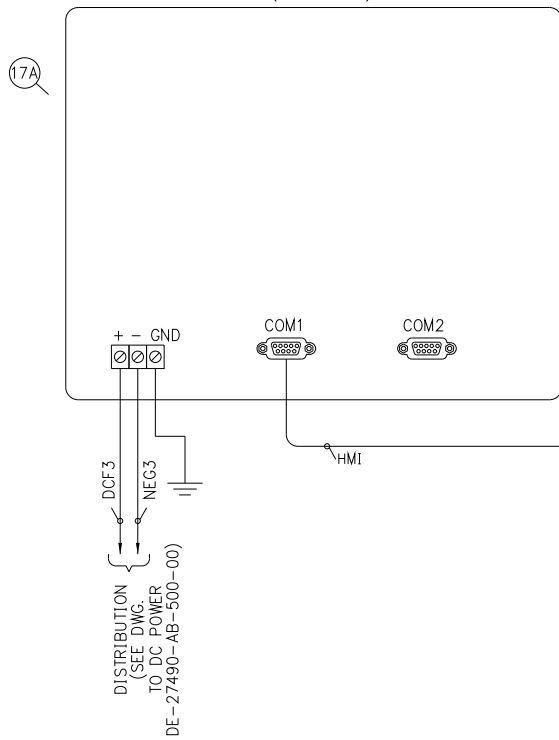 17A
+ - GND
COM1
COM2
HMI
DCF3
NEG3
DISTRIBUTION
(SEE DWG.
TO DC POWER
DE-27490-AB-500-00)